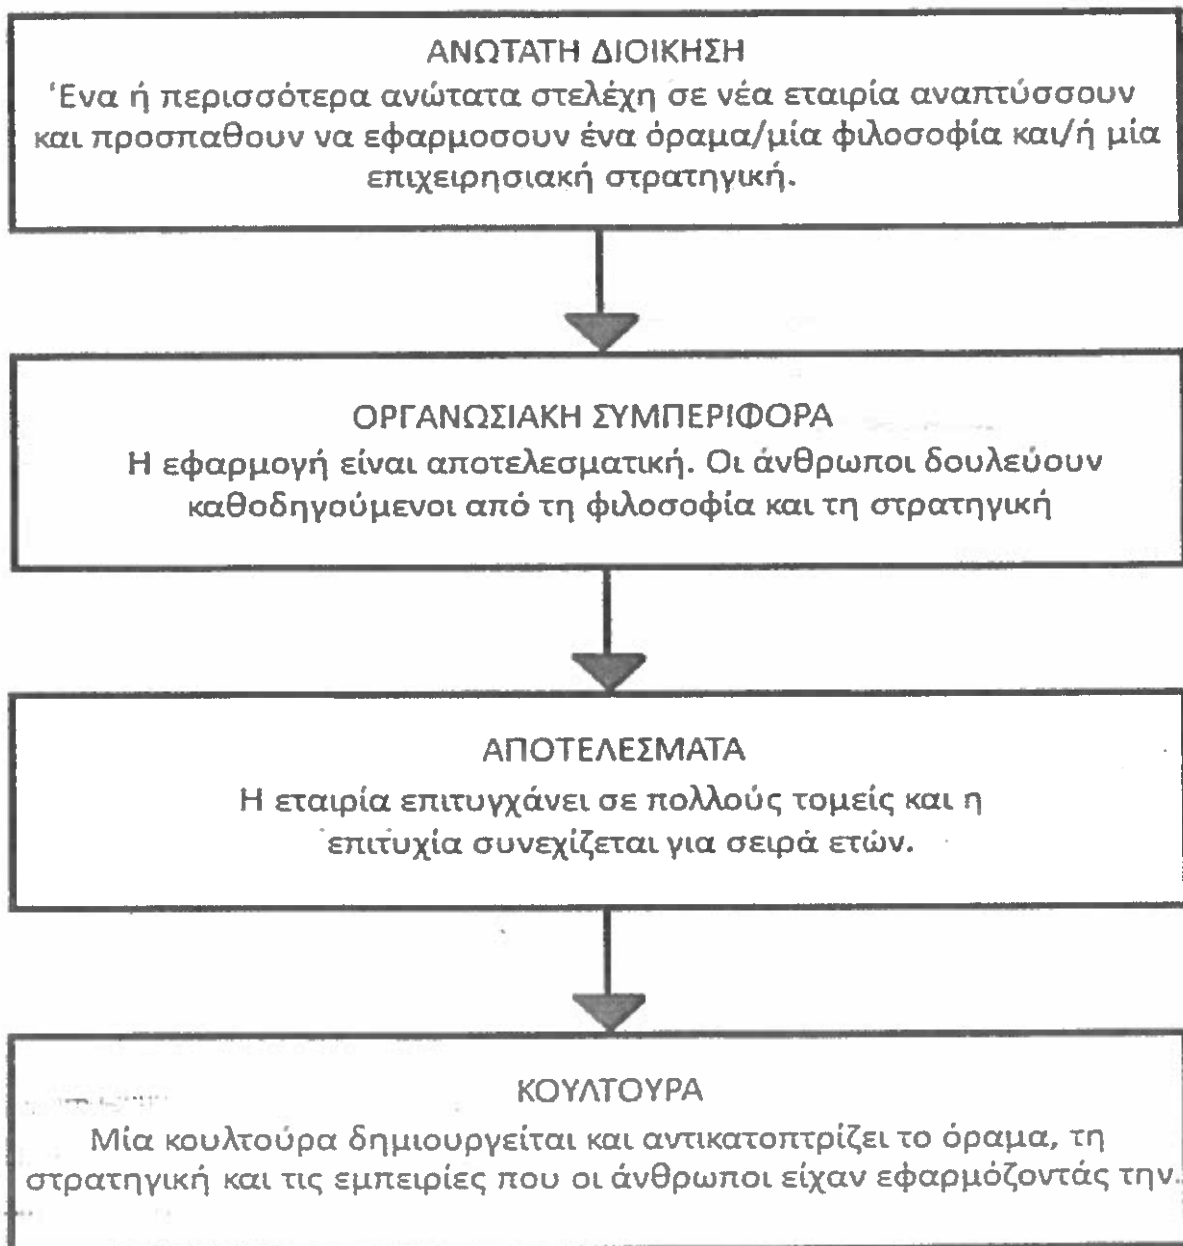 ΑΝΩΤΑΤΗ ΔΙΟΙΚΗΣΗ
'Ενα ή περισσότερα ανώτατα στελέχη σε νέα εταιρία αναπτύσσουν
και προσπαθουν να εφαρμοσουν ένα όραμα/μία φιλοσοφία και/ή μία
επιχειρησιακή στρατηγική.
ΟΡΓΑΝΩΣΙΑΚΗ ΣΥΜΠΕΡΙΦΟΡΑ
Η εφαρμογή είναι αποτελεσματική. Οι άνθρωποι δουλεύουν
καθοδηγούμενοι από τη φιλοσοφία και τη στρατηγική
ΑΠΟΤΕΛΕΣΜΑΤΑ
Η εταιρία επιτυγχάνει σε πολλούς τομείς και η
επιτυχία συνεχίζεται για σειρά ετών.
ΚΟΥΛΤΟΥΡΑ
Μία κουλτούρα δημιουργείται και αντικατοπτρίζει το όραμα, τη
στρατηγική και τις εμπειρίες που οι άνθρωποι είχαν εφαρμόζοντάς την.